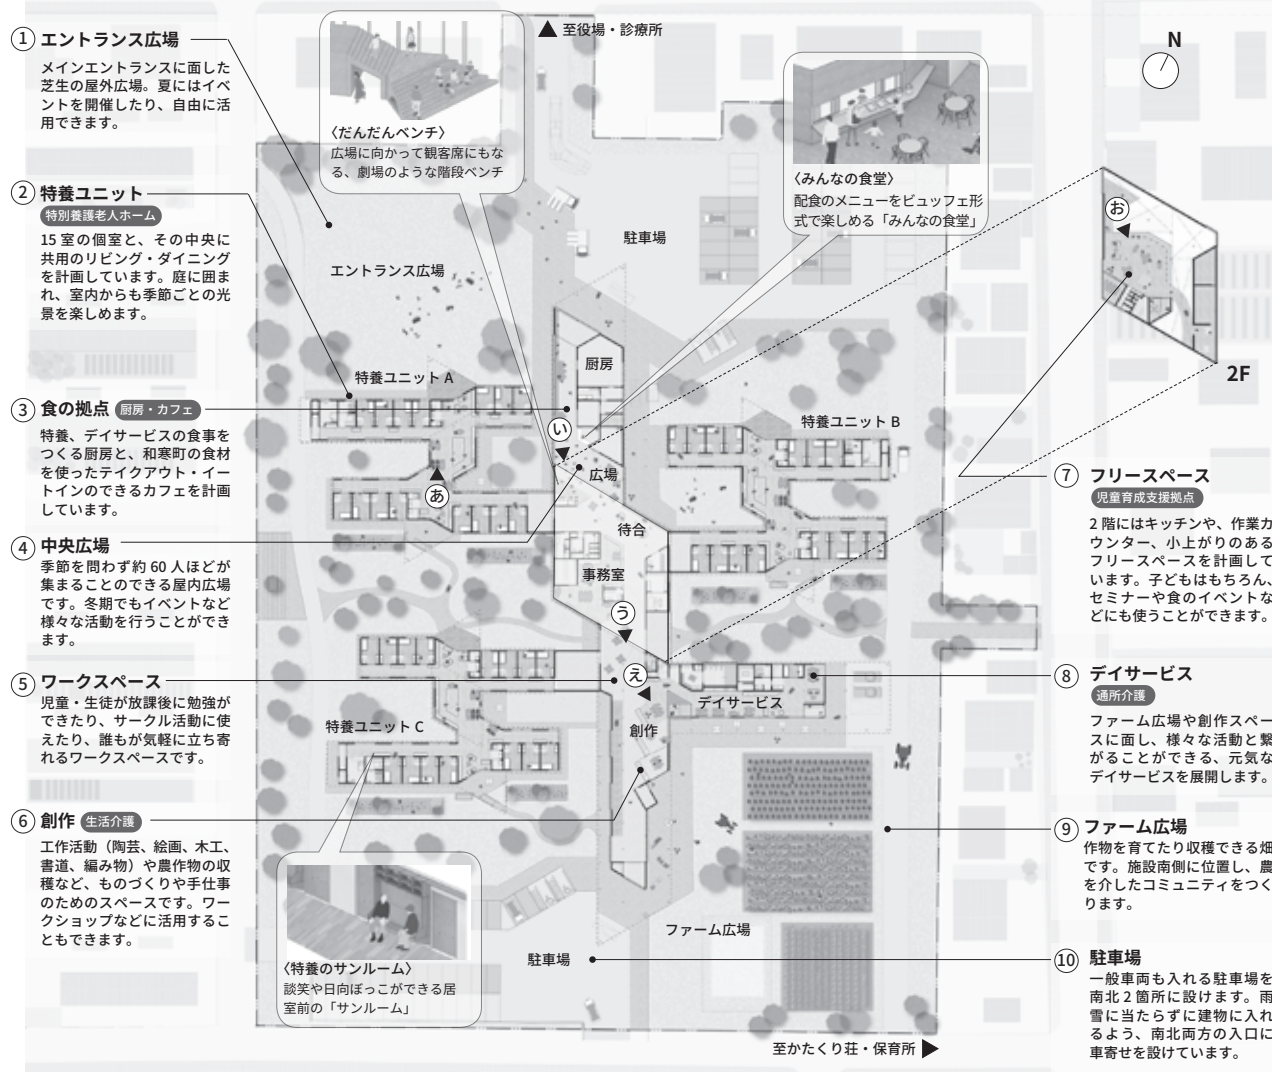 ① エントランス広場
メインエントランスに面した
芝生の屋外広場。夏にはイベ
ントを開催したり、自由に活
用できます。
② 特養ユニット
特別養護老人ホーム
15 室の個室と、その中央に
共用のリビング・ダイニング
を計画しています。庭に囲ま
れ、室内からも季節ごとの光
景を楽しめます。
③ 食の拠点 厨房・カフェ
特養、デイサービスの食事を
つくる厨房と、和寒町の食材
を使ったテイクアウト・イー
トインのできるカフェを計画
しています。
④ 中央広場
季節を問わず約 60 人ほどが
集まることのできる屋内広場
です。冬期でもイベントなど
様々な活動を行うことができ
ます。
⑤ ワークスペース
児童・生徒が放課後に勉強が
できたり、サークル活動に使
えたり、誰もが気軽に立ち寄
れるワークスペースです。
⑥ 創作 生活介護
工作活動（陶芸、絵画、木工、
書道、編み物）や農作物の収
穫など、ものづくりや手仕事
のためのスペースです。ワー
クショップなどに活用するこ
ともできます。
〈だんだんベンチ〉
広場に向かって観客席にもな
る、劇場のような階段ベンチ
▲ 至役場・診療所
〈みんなの食堂〉
配食のメニューをビュッフェ形
式で楽しめる「みんなの食堂」
駐車場
エントランス広場
厨房
特養ユニット A
特養ユニット B
い
広場
あ
待合
事務室
う
え
デイサービス
特養ユニット C
創作
〈特養のサンルーム〉
談笑や日向ぼっこができる居
室前の「サンルーム」
ファーム広場
駐車場
至かたくり荘・保育所 ▶
N
お
2F
⑦ フリースペース
児童育成支援拠点
2 階にはキッチンや、作業カ
ウンター、小上がりのある
フリースペースを計画して
います。子どもはもちろん、
セミナーや食のイベントな
どにも使うことができます。
⑧ デイサービス
通所介護
ファーム広場や創作スペー
スに面し、様々な活動と繋
がることができる、元気な
デイサービスを展開します。
⑨ ファーム広場
作物を育てたり収穫できる畑
です。施設南側に位置し、農
を介したコミュニティをつく
ります。
⑩ 駐車場
一般車両も入れる駐車場を
南北 2 箇所に設けます。雨
雪に当たらずに建物に入れ
るよう、南北両方の入口に
車寄せを設けています。